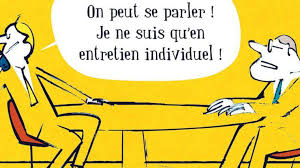 On peut se parler !
Je ne suis qu'en
entretien individuel !